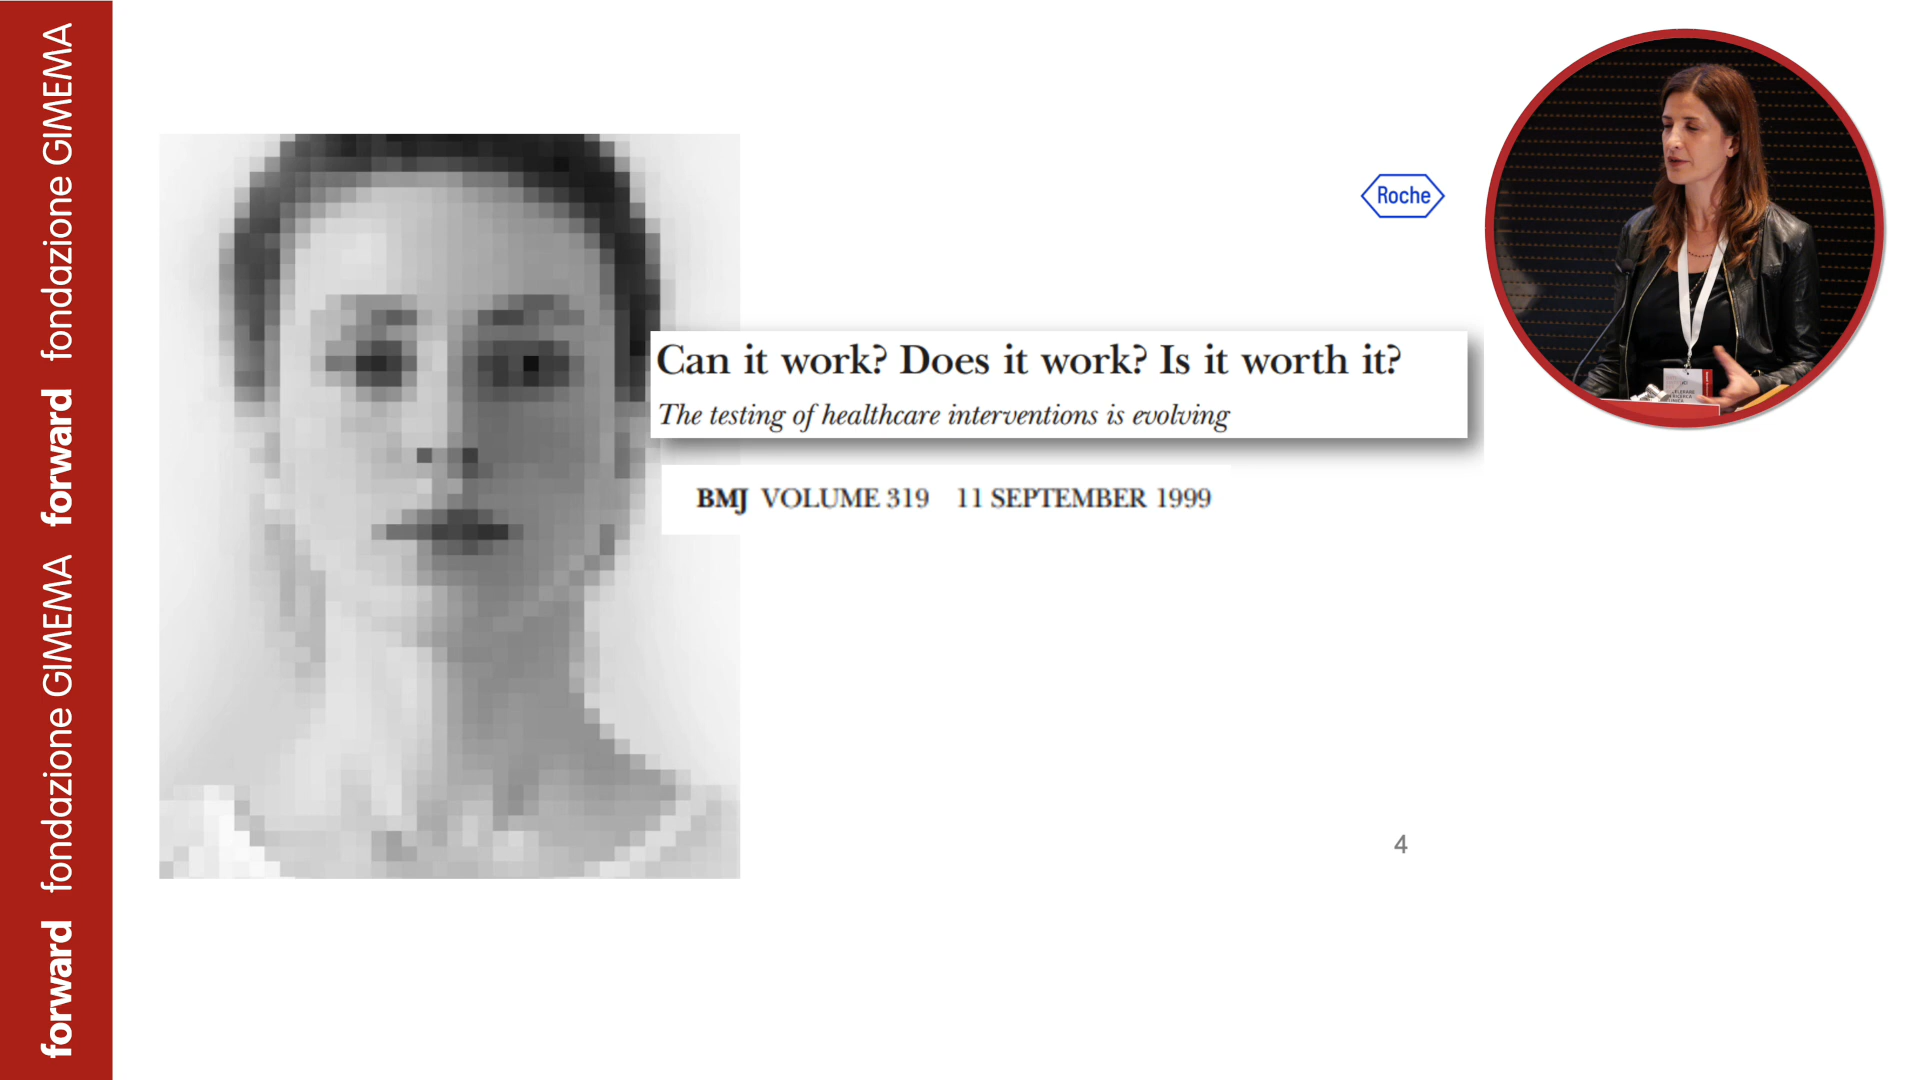 forward fondazione GIMEMA forward fondazione GIMEMA
Roche
Can it work? Does it work? Is it worth it?
The testing of healthcare interventions is evolving
BMJ VOLUME 319 11 SEPTEMBER 1999
4